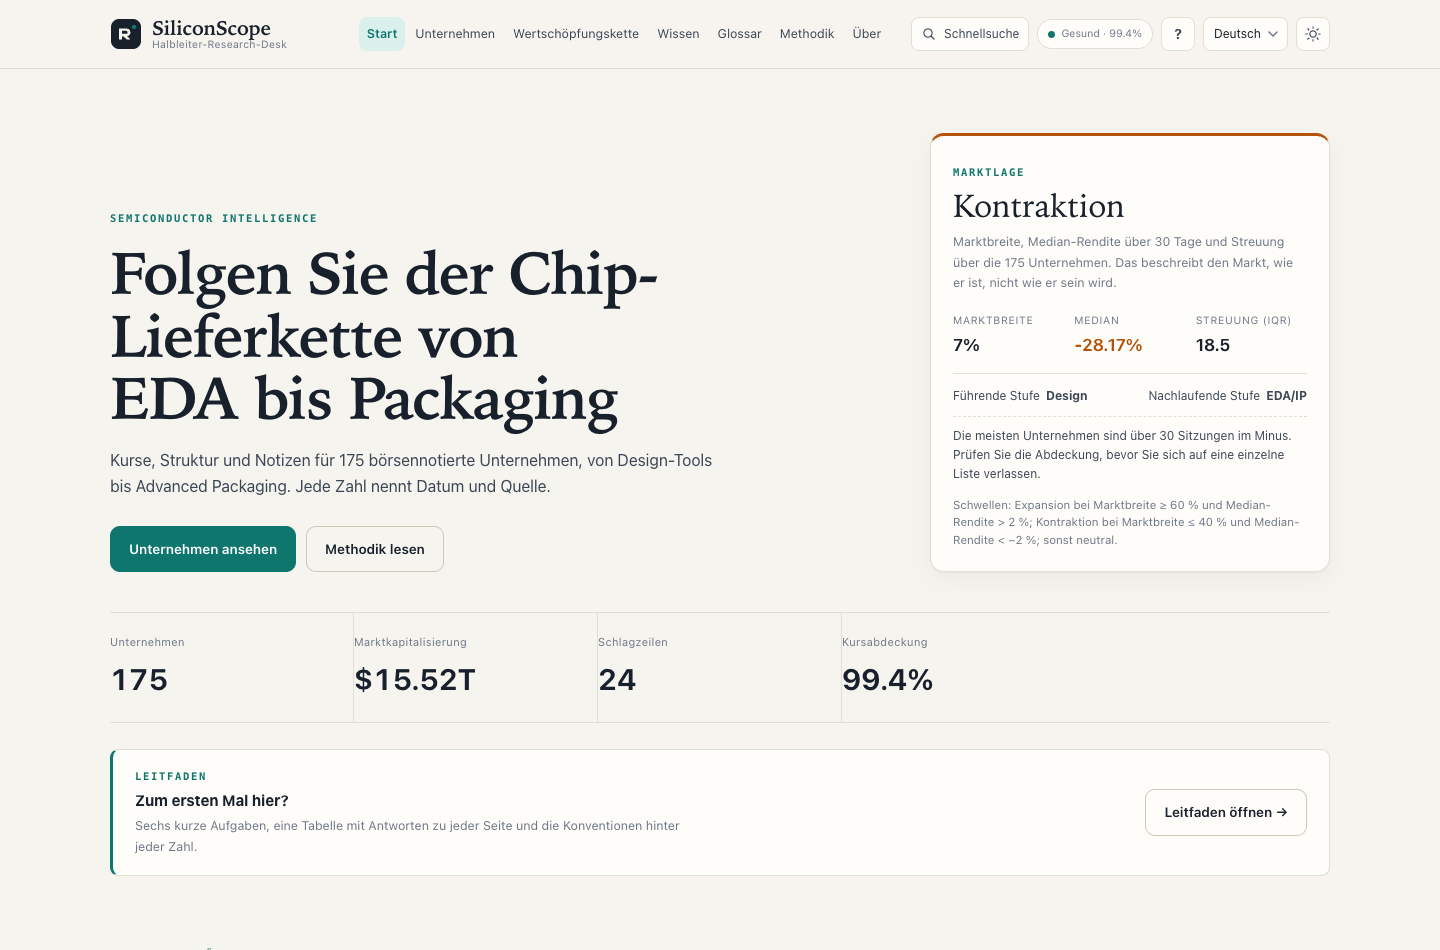 R
SiliconScope
Halbleiter-Research-Desk
Start
Unternehmen
Wertschöpfungskette
Wissen
Glossar
Methodik
Über
Schnellsuche
Gesund · 99.4%
?
Deutsch
SEMICONDUCTOR INTELLIGENCE
Folgen Sie der Chip-
Lieferkette von
EDA bis Packaging
Kurse, Struktur und Notizen für 175 börsennotierte Unternehmen, von Design-Tools
bis Advanced Packaging. Jede Zahl nennt Datum und Quelle.
Unternehmen ansehen
Methodik lesen
MARKTLAGE
Kontraktion
Marktbreite, Median-Rendite über 30 Tage und Streuung
über die 175 Unternehmen. Das beschreibt den Markt, wie
er ist, nicht wie er sein wird.
MARKTBREITE
7%
MEDIAN
-28.17%
STREUUNG (IQR)
18.5
Führende Stufe Design
Nachlaufende Stufe EDA/IP
Die meisten Unternehmen sind über 30 Sitzungen im Minus.
Prüfen Sie die Abdeckung, bevor Sie sich auf eine einzelne
Liste verlassen.
Schwellen: Expansion bei Marktbreite ≥ 60 % und Median-
Rendite > 2 %; Kontraktion bei Marktbreite ≤ 40 % und Median-
Rendite < −2 %; sonst neutral.
Unternehmen
175
Marktkapitalisierung
$15.52T
Schlagzeilen
24
Kursabdeckung
99.4%
LEITFADEN
Zum ersten Mal hier?
Sechs kurze Aufgaben, eine Tabelle mit Antworten zu jeder Seite und die Konventionen hinter
jeder Zahl.
Leitfaden öffnen →